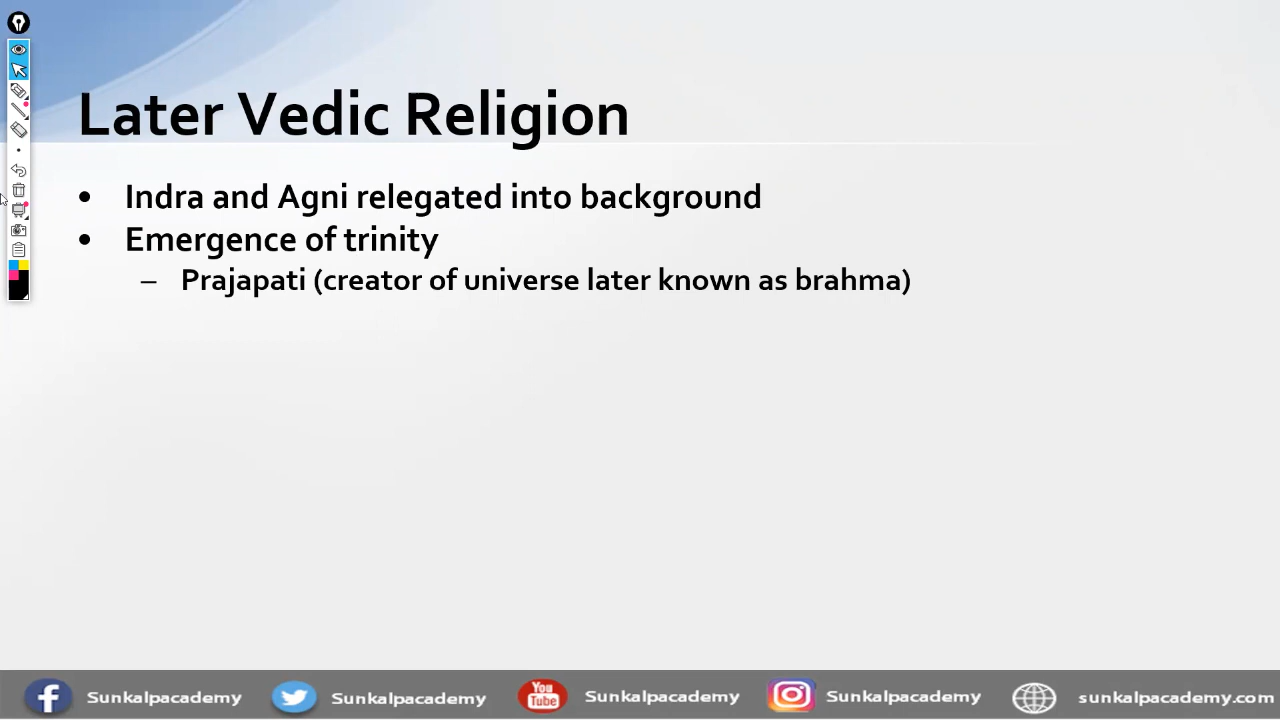 Later Vedic Religion
• Indra and Agni relegated into background
• Emergence of trinity
– Prajapati (creator of universe later known as brahma)
Sunkalpacademy Sunkalpacademy You Tube Sunkalpacademy Sunkalpacademy sunkalpacademy.com